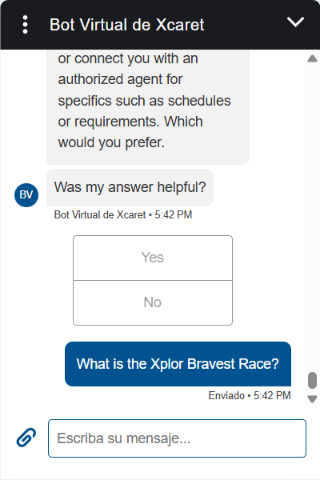 Bot Virtual de Xcaret
or connect you with an
authorized agent for
specifics such as schedules
or requirements. Which
would you prefer.
Was my answer helpful?
BV
Bot Virtual de Xcaret • 5:42 PM
Yes
No
What is the Xplor Bravest Race?
Enviado • 5:42 PM
Escriba su mensaje...